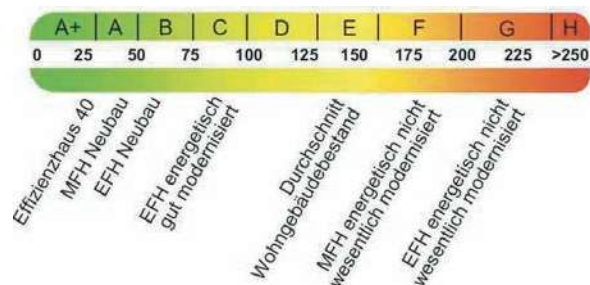 A+ A B C D E F G H
0 25 50 75 100 125 150 175 200 225 >250
Effizienzhaus 40
MFH Neubau
EFH Neubau
EFH energetisch
gut modernisiert
Durchschnitt
Wohngebäudebestand
MFH energetisch nicht
wesentlich modernisiert
EFH energetisch nicht
wesentlich modernisiert